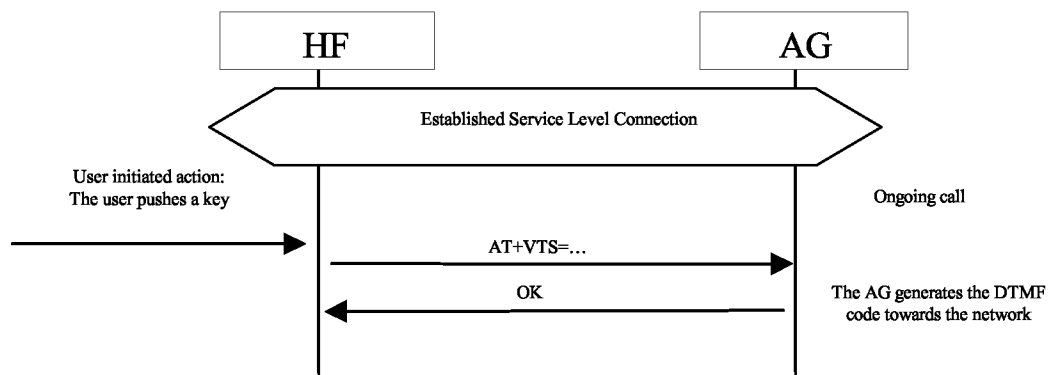 HF
AG
Established Service Level Connection
User initiated action:
The user pushes a key
Ongoing call
AT+VTS=…
OK
The AG generates the DTMF
code towards the network